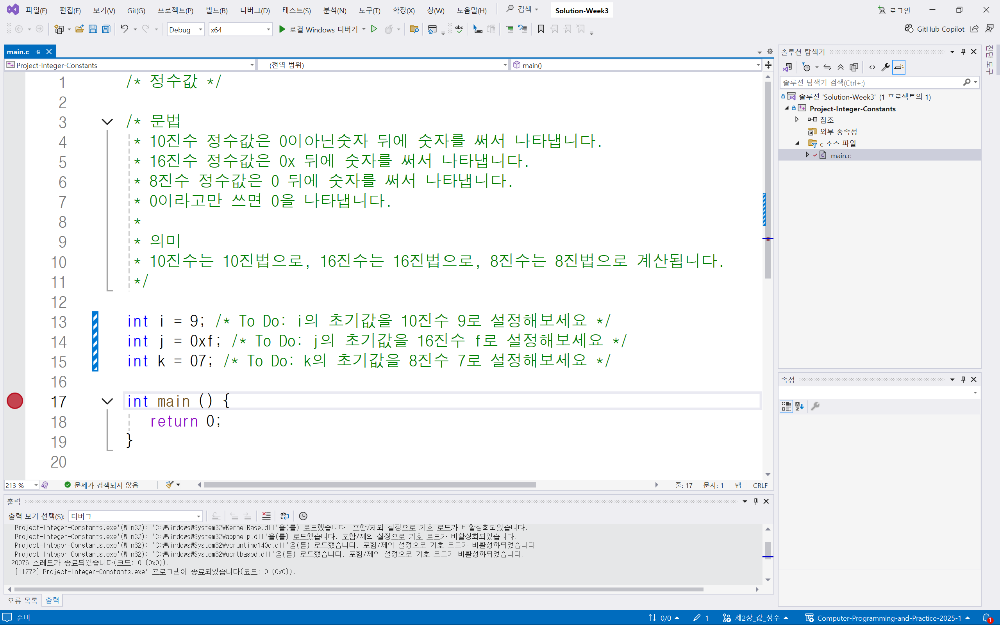 파일(F) 편집(E) 보기(V) Git(G) 프로젝트(P) 빌드(B) 디버그(D) 테스트(S) 분석(N) 도구(T) 확장(X) 창(W) 도움말(H) 검색 Solution-Week3 로그인
Debug x64 로컬 Windows 디버거 GitHub Copilot
main.c
Project-Integer-Constants (전역 범위) main()
1 /* 정수값 */
2
3 /* 문법
4 * 10진수 정수값은 0이아닌숫자 뒤에 숫자를 써서 나타냅니다.
5 * 16진수 정수값은 0x 뒤에 숫자를 써서 나타냅니다.
6 * 8진수 정수값은 0 뒤에 숫자를 써서 나타냅니다.
7 * 0이라고만 쓰면 0을 나타냅니다.
8 *
9 * 의미
10 * 10진수는 10진법으로, 16진수는 16진법으로, 8진수는 8진법으로 계산됩니다.
11 */
12
13 int i = 9; /* To Do: i의 초기값을 10진수 9로 설정해보세요 */
14 int j = 0xf; /* To Do: j의 초기값을 16진수 f로 설정해보세요 */
15 int k = 07; /* To Do: k의 초기값을 8진수 7로 설정해보세요 */
16
17 int main () {
18 return 0;
19 }
20
213 % 문제가 검색되지 않음 줄: 17 문자: 1 탭 CRLF
출력
출력 보기 선택(S): 디버그
'Project-Integer-Constants.exe'(Win32): 'C:₩Windows₩System32₩KernelBase.dll'을(를) 로드했습니다. 포함/제외 설정으로 기호 로드가 비활성화되었습니다.
'Project-Integer-Constants.exe'(Win32): 'C:₩Windows₩System32₩apphelp.dll'을(를) 로드했습니다. 포함/제외 설정으로 기호 로드가 비활성화되었습니다.
'Project-Integer-Constants.exe'(Win32): 'C:₩Windows₩System32₩vcruntime140d.dll'을(를) 로드했습니다. 포함/제외 설정으로 기호 로드가 비활성화되었습니다.
'Project-Integer-Constants.exe'(Win32): 'C:₩Windows₩System32₩ucrtbased.dll'을(를) 로드했습니다. 포함/제외 설정으로 기호 로드가 비활성화되었습니다.
20076 스레드가 종료되었습니다(코드: 0 (0x0)).
'[11772] Project-Integer-Constants.exe' 프로그램이 종료되었습니다(코드: 0 (0x0)).
오류 목록 출력
솔루션 탐색기
솔루션 탐색기 검색(Ctrl+;)
솔루션 'Solution-Week3' (1 프로젝트의 1)
Project-Integer-Constants
참조
외부 종속성
c 소스 파일
main.c
속성
진단 도구
준비 0/0 1 제2장_값_정수 Computer-Programming-and-Practice-2025-1 1